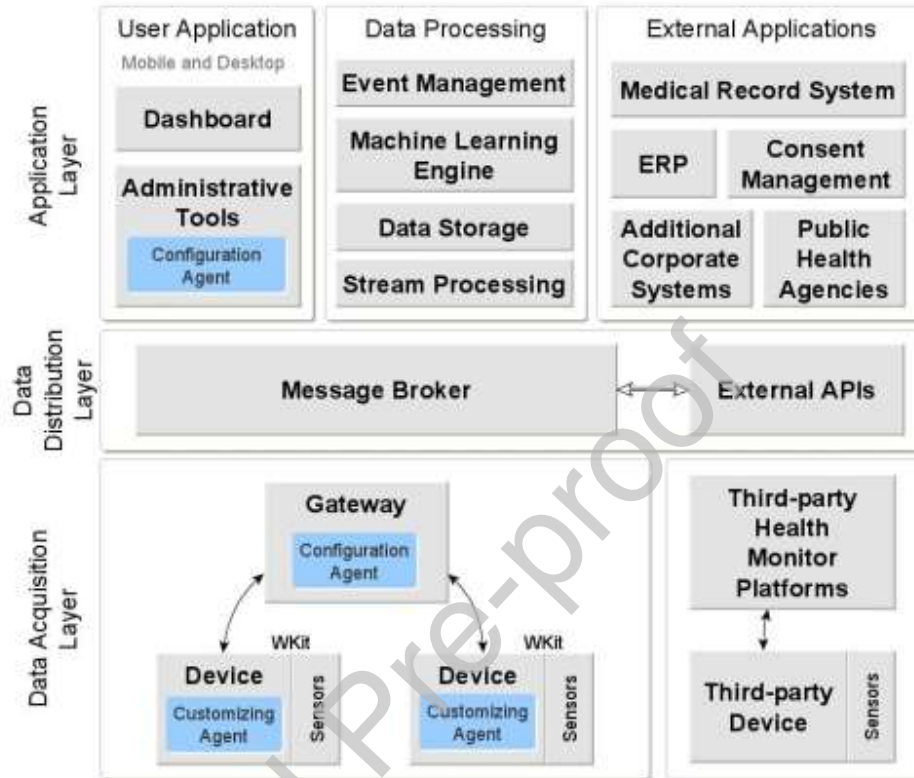 User Application
Mobile and Desktop
Dashboard
Administrative
Tools
Configuration
Agent
Data Processing
Event Management
Machine Learning
Engine
Data Storage
Stream Processing
External Applications
Medical Record System
ERP
Consent
Management
Additional
Corporate
Systems
Public
Health
Agencies
Application
Layer
Data
Distribution
Layer
Message Broker
External APIs
Data Acquisition
Layer
Gateway
Configuration
Agent
WKit
Device
Customizing
Agent
Sensors
WKit
Device
Customizing
Agent
Sensors
Third-party
Health
Monitor
Platforms
Third-party
Device
Sensors
l Pre-proof